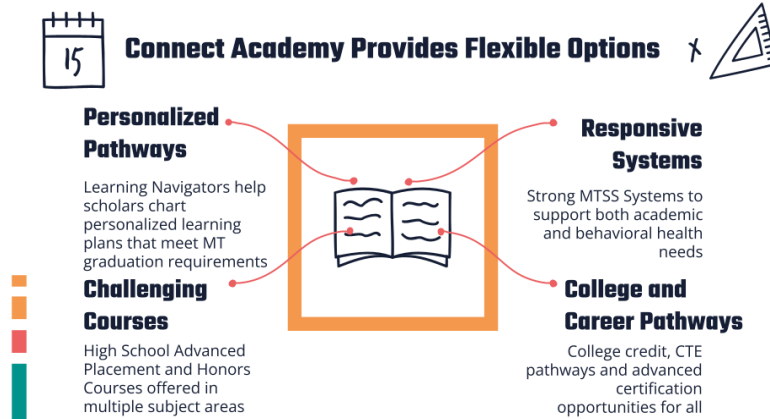 15
Connect Academy Provides Flexible Options
Personalized
Pathways
Learning Navigators help
scholars chart
personalized learning
plans that meet MT
graduation requirements
Responsive
Systems
Strong MTSS Systems to
support both academic
and behavioral health
needs
Challenging
Courses
High School Advanced
Placement and Honors
Courses offered in
multiple subject areas
College and
Career Pathways
College credit, CTE
pathways and advanced
certification
opportunities for all